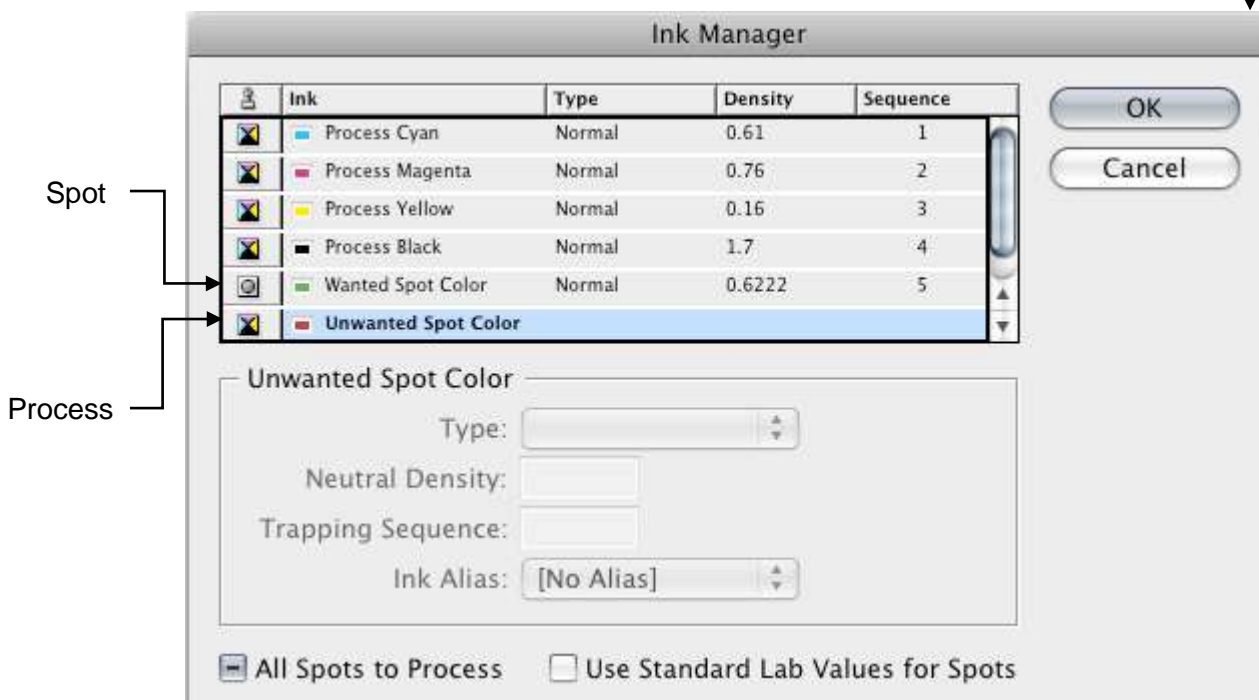 Ink Manager
Ink Type Density Sequence
Process Cyan Normal 0.61 1
Process Magenta Normal 0.76 2
Process Yellow Normal 0.16 3
Process Black Normal 1.7 4
Wanted Spot Color Normal 0.6222 5
Unwanted Spot Color
OK
Cancel
Spot
Process
Unwanted Spot Color
Type:
Neutral Density:
Trapping Sequence:
Ink Alias: [No Alias]
All Spots to Process Use Standard Lab Values for Spots